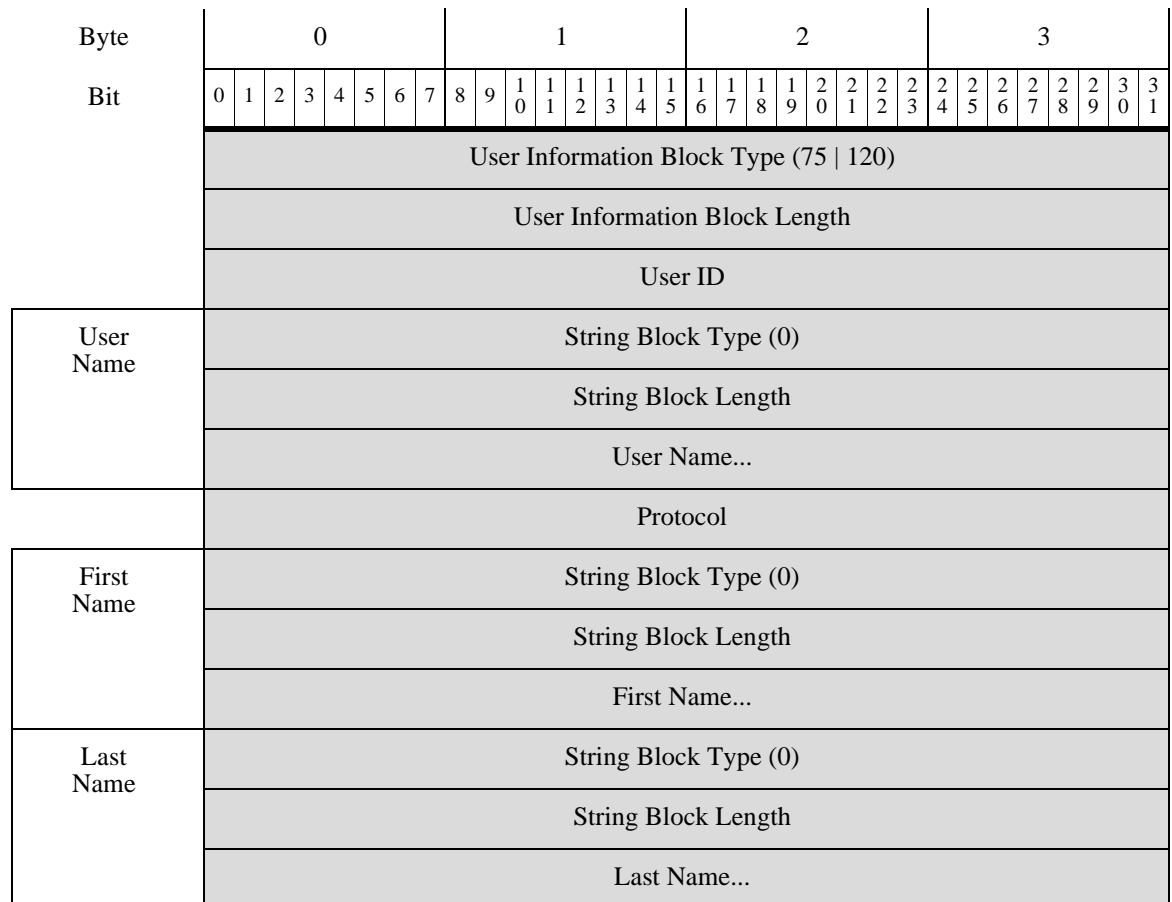 Byte 0 1 2 3
Bit 0 1 2 3 4 5 6 7 8 9 10 11 12 13 14 15 16 17 18 19 20 21 22 23 24 25 26 27 28 29 30 31
User Information Block Type (75 | 120)
User Information Block Length
User ID
User
Name
String Block Type (0)
String Block Length
User Name...
Protocol
First
Name
String Block Type (0)
String Block Length
First Name...
Last
Name
String Block Type (0)
String Block Length
Last Name...